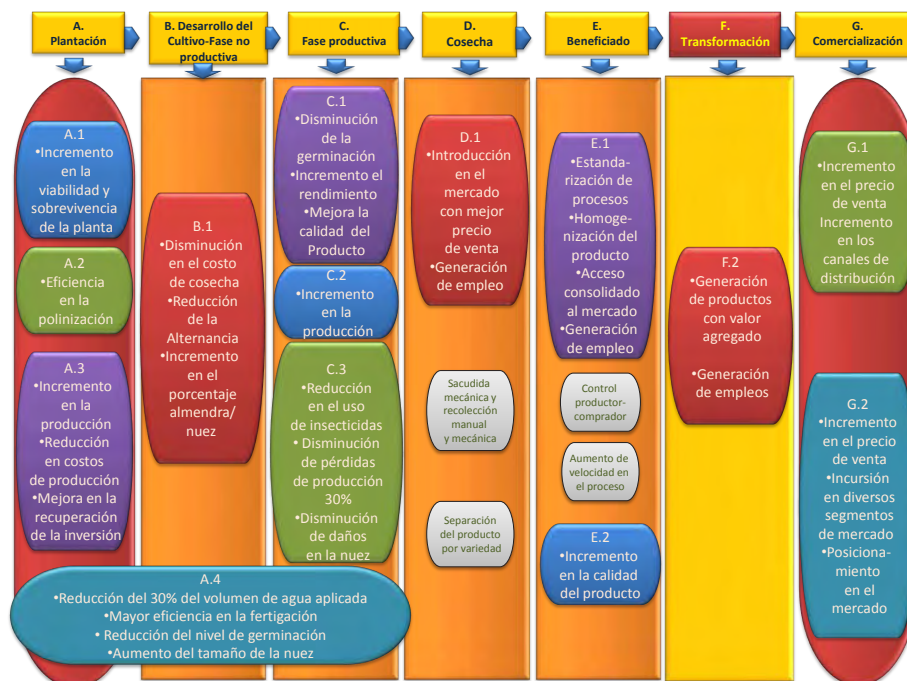 A.
Plantación
B. Desarrollo del
Cultivo-Fase no
productiva
C.
Fase productiva
D.
Cosecha
E.
Beneficiado
F.
Transformación
G.
Comercialización
A.1
•Incremento
en la
viabilidad y
sobrevivencia
de la planta
A.2
•Eficiencia
en la
polinización
A.3
•Incremento
en la
producción
•Reducción
en costos
de producción
•Mejora en la
recuperación
de la inversión
B.1
•Disminución
en el costo
de cosecha
•Reducción
de la
Alternancia
•Incremento
en el
porcentaje
almendra/
nuez
C.1
•Disminución
de la
germinación
•Incremento el
rendimiento
•Mejora la
calidad del
Producto
C.2
•Incremento
en la
producción
C.3
•Reducción
en el uso
de insecticidas
• Disminución
de pérdidas
de producción
30%
•Disminución
de daños
en la nuez
A.4
•Reducción del 30% del volumen de agua aplicada
•Mayor eficiencia en la fertigación
• Reducción del nivel de germinación
•Aumento del tamaño de la nuez
D.1
•Introducción
en el
mercado
con mejor
precio
de venta
•Generación
de empleo
Sacudida
mecánica y
recolección
manual
y mecánica
Separación
del producto
por variedad
E.1
•Estanda-
rización de
procesos
•Homoge-
nización del
producto
•Acceso
consolidado
al mercado
•Generación
de empleo
Control
productor-
comprador
Aumento de
velocidad en
el proceso
E.2
•Incremento
en la calidad
del producto
F.2
•Generación
de productos
con valor
agregado
•Generación
de empleos
G.1
•Incremento
en el precio
de venta
Incremento
en los
canales de
distribución
G.2
•Incremento
en el precio
de venta
•Incursión
en diversos
segmentos
de mercado
•Posiciona-
miento
en el
mercado